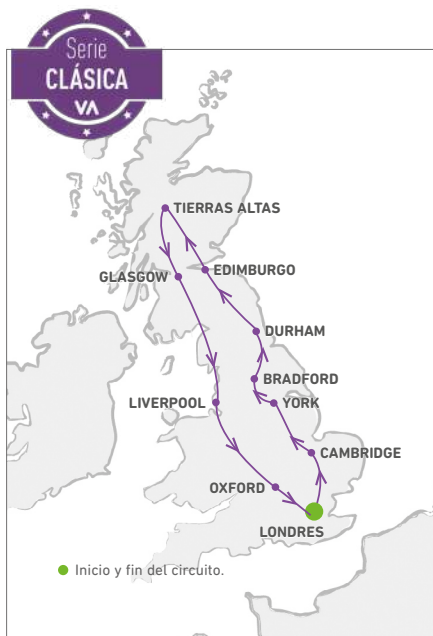 Serie
CLÁSICA
VA
TIERRAS ALTAS
GLASGOW
EDIMBURGO
DURHAM
BRADFORD
LIVERPOOL
YORK
CAMBRIDGE
OXFORD
LONDRES
Inicio y fin del circuito.